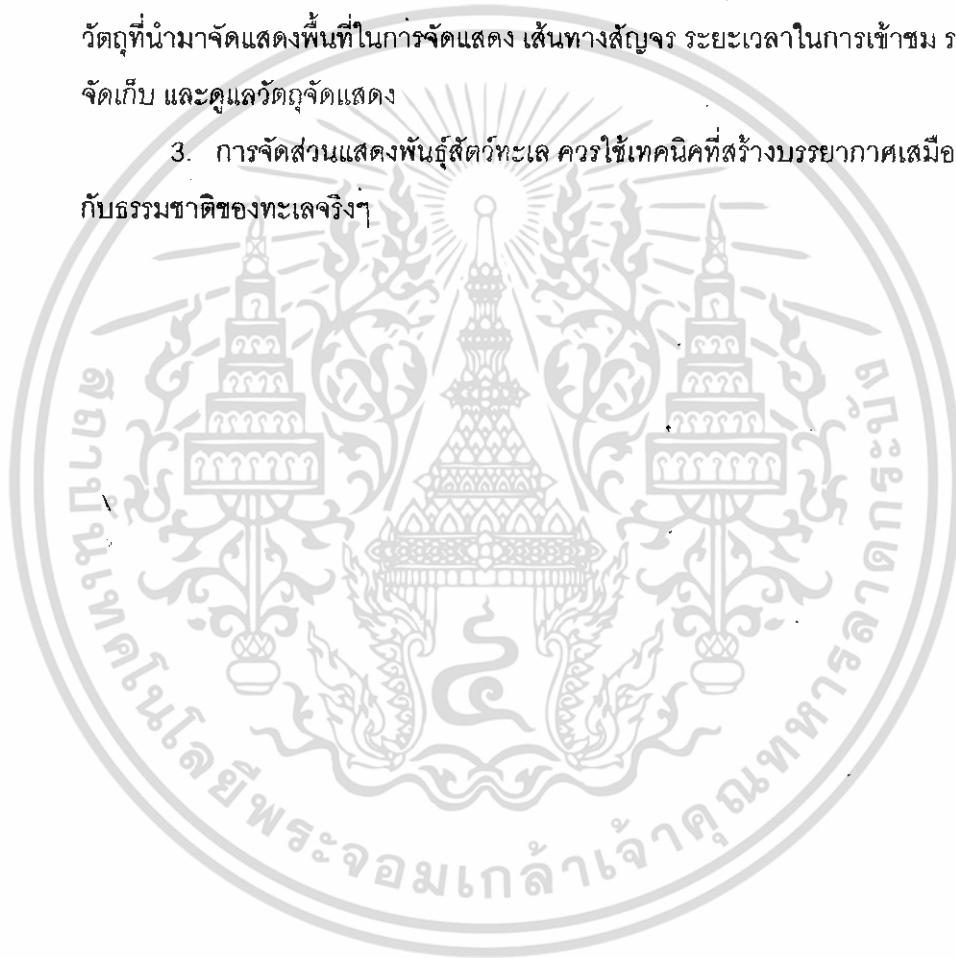 วัตถุที่นำมาจัดแสดงพื้นที่ในการจัดแสดง เส้นทางสัญจร ระยะเวลาในการเข้าชม ร
จัดเก็บ และดูแลวัตถุจัดแสดง
3. การจัดส่วนแสดงพันธุ์สัตว์ทะเล ควรใช้เทคนิคที่สร้างบรรยากาศเสมือ
กับธรรมชาติของทะเลจริงๆ
สถาบันเทคโนโลยีพระจอมเกล้าเจ้าคุณทหารลาดกระบัง